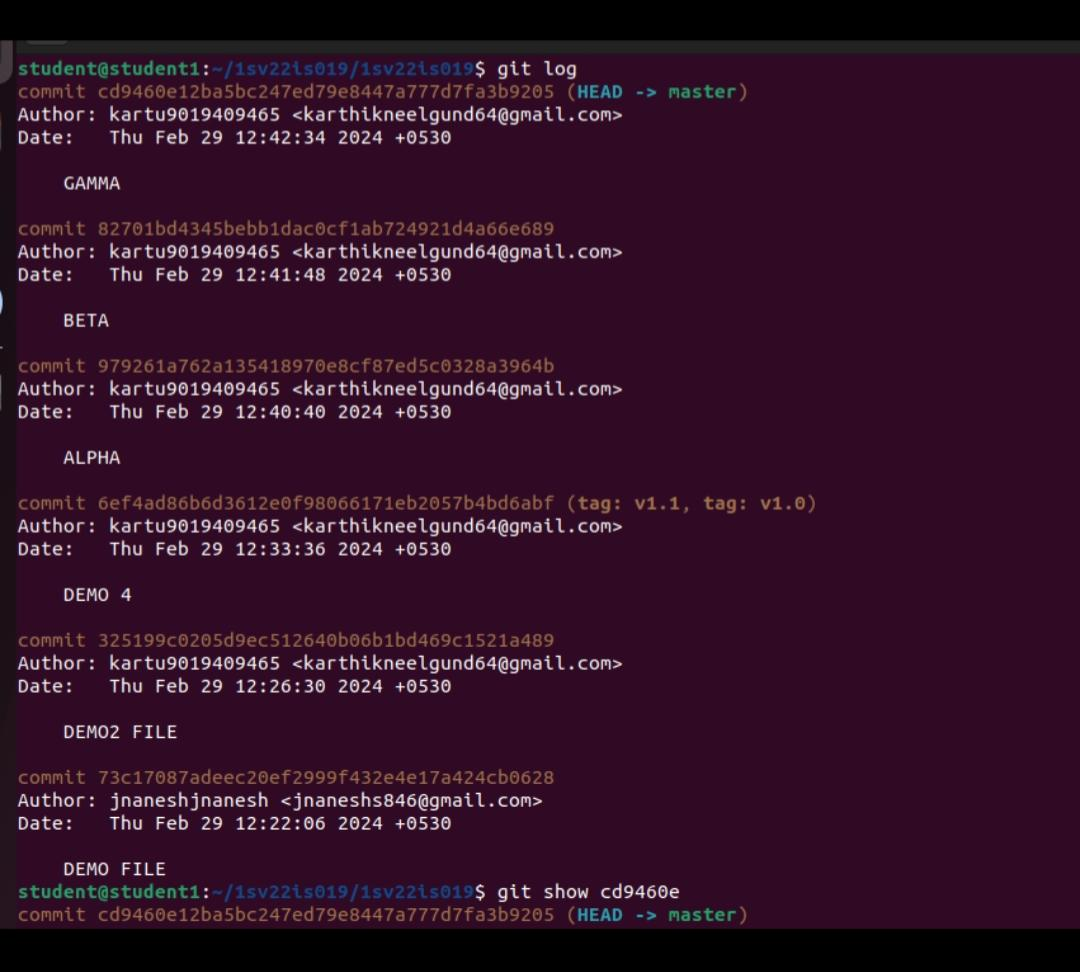 student@student1:~/1sv22is019/1sv22is019$ git log
commit cd9460e12ba5bc247ed79e8447a777d7fa3b9205 (HEAD -> master)
Author: kartu9019409465 <karthikneelgund64@gmail.com>
Date:   Thu Feb 29 12:42:34 2024 +0530
GAMMA
commit 82701bd4345bebb1dac0cf1ab724921d4a66e689
Author: kartu9019409465 <karthikneelgund64@gmail.com>
Date:   Thu Feb 29 12:41:48 2024 +0530
BETA
commit 979261a762a135418970e8cf87ed5c0328a3964b
Author: kartu9019409465 <karthikneelgund64@gmail.com>
Date:   Thu Feb 29 12:40:40 2024 +0530
ALPHA
commit 6ef4ad86b6d3612e0f98066171eb2057b4bd6abf (tag: v1.1, tag: v1.0)
Author: kartu9019409465 <karthikneelgund64@gmail.com>
Date:   Thu Feb 29 12:33:36 2024 +0530
DEMO 4
commit 325199c0205d9ec512640b06b1bd469c1521a489
Author: kartu9019409465 <karthikneelgund64@gmail.com>
Date:   Thu Feb 29 12:26:30 2024 +0530
DEMO2 FILE
commit 73c17087adeec20ef2999f432e4e17a424cb0628
Author: jnaneshjnanesh <jnaneshs846@gmail.com>
Date:   Thu Feb 29 12:22:06 2024 +0530
DEMO FILE
student@student1:~/1sv22is019/1sv22is019$ git show cd9460e
commit cd9460e12ba5bc247ed79e8447a777d7fa3b9205 (HEAD -> master)